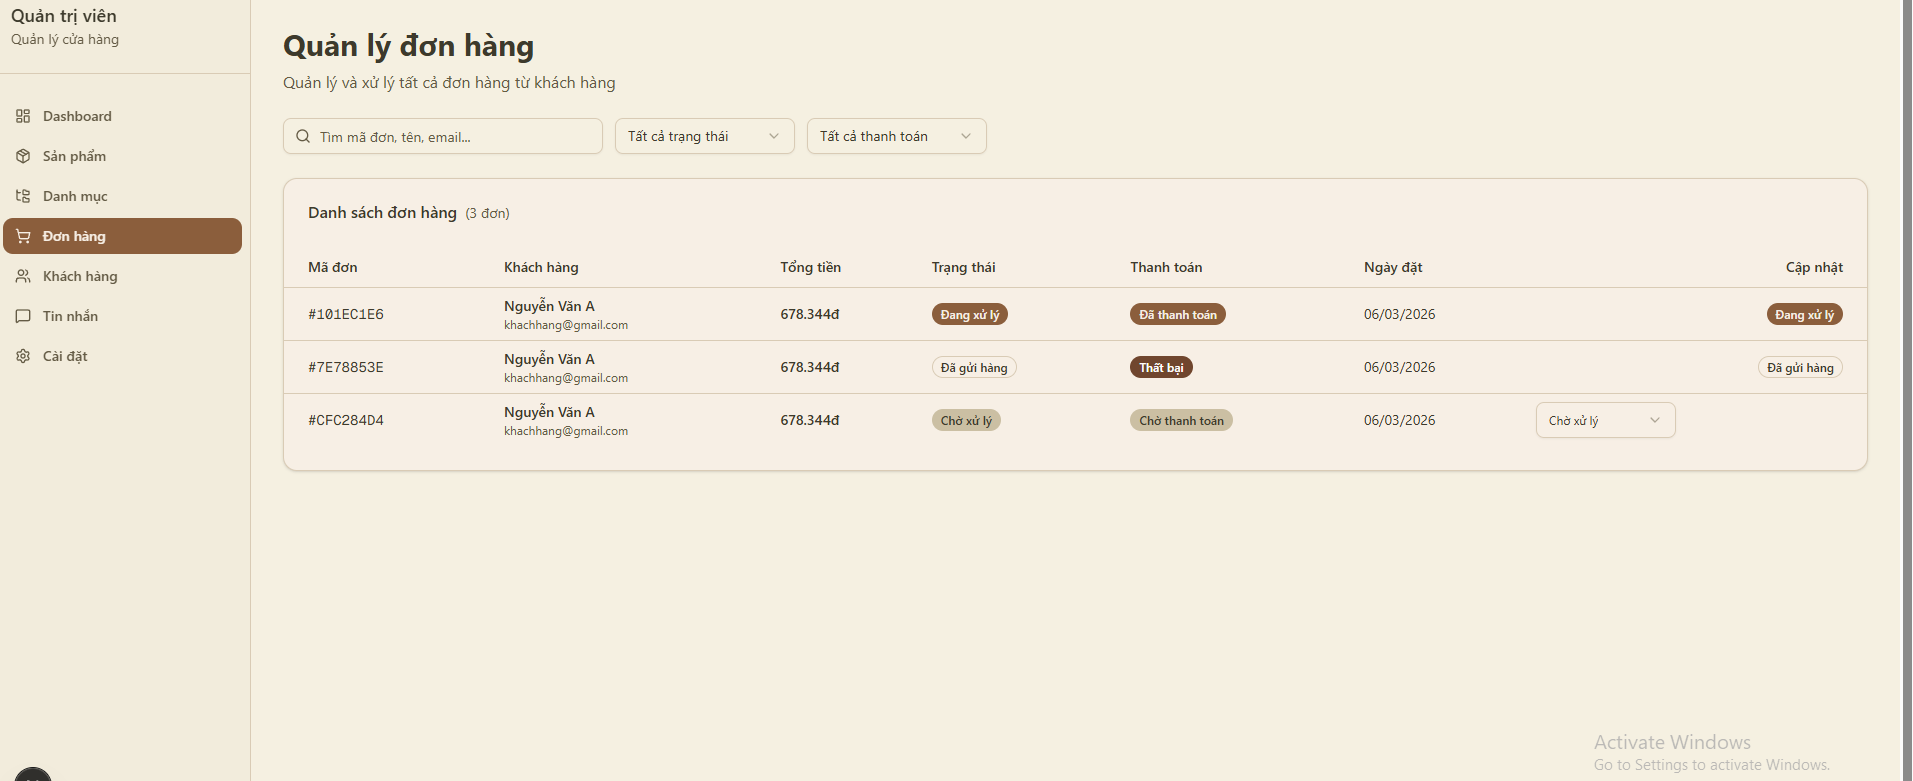 Quản trị viên
Quản lý cửa hàng
Dashboard
Sản phẩm
Danh mục
Đơn hàng
Khách hàng
Tin nhắn
Cài đặt
Quản lý đơn hàng
Quản lý và xử lý tất cả đơn hàng từ khách hàng
Tìm mã đơn, tên, email...
Tất cả trạng thái
Tất cả thanh toán
Danh sách đơn hàng (3 đơn)
Mã đơn Khách hàng Tổng tiền Trạng thái Thanh toán Ngày đặt Cập nhật
#101EC1E6 Nguyễn Văn A 678.344đ Đang xử lý Đã thanh toán 06/03/2026 Đang xử lý
khachhang@gmail.com
#7E78853E Nguyễn Văn A 678.344đ Đã gửi hàng Thất bại 06/03/2026 Đã gửi hàng
khachhang@gmail.com
#CFC284D4 Nguyễn Văn A 678.344đ Chờ xử lý Chờ thanh toán 06/03/2026 Chờ xử lý
khachhang@gmail.com
Activate Windows
Go to Settings to activate Windows.